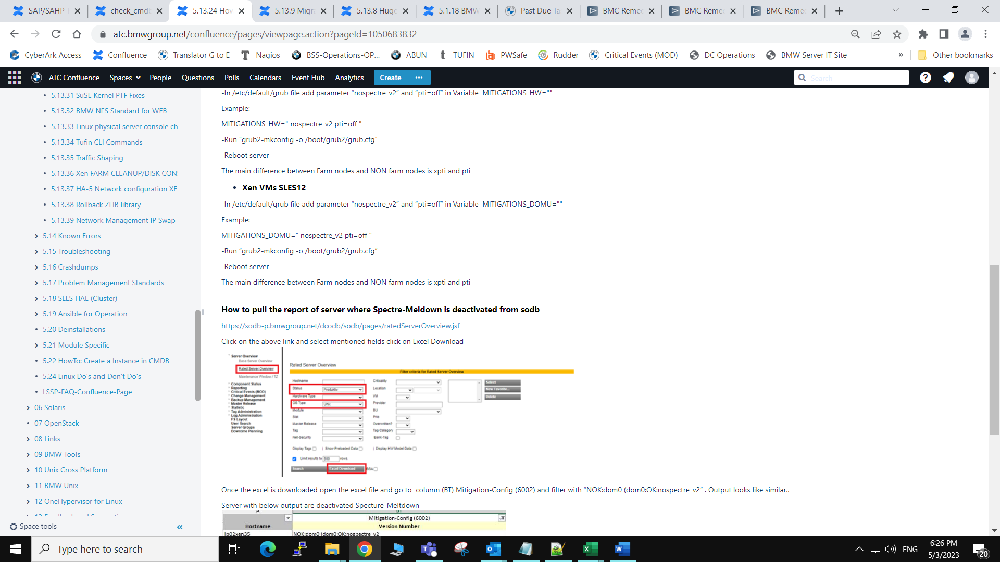 SAP/SAHP-
check_cmdb
5.13.24 How
5.13.9 Migra
5.13.8 Huge
5.1.18 BMW
Past Due Ta
BMC Remed
BMC Remed
BMC Remed
atc.bmwgroup.net/confluence/pages/viewpage.action?pageId=1050683832
CyberArk Access
Confluence
Translator G to E
Nagios
BSS-Operations-OP...
ABUN
TUFIN
PWSafe
Rudder
Critical Events (MOD)
DC Operations
BMW Server IT Site
»
Other bookmarks
ATC Confluence
Spaces
People
Questions
Polls
Calendars
Event Hub
Analytics
Create
Search
5.13.31 SuSE Kernel PTF Fixes
5.13.32 BMW NFS Standard for WEB
5.13.33 Linux physical server console ch
5.13.34 Tufin CLI Commands
5.13.35 Traffic Shaping
5.13.36 Xen FARM CLEANUP/DISK CONS
5.13.37 HA-5 Network configuration XEI
5.13.38 Rollback ZLIB library
5.13.39 Network Management IP Swap
5.14 Known Errors
5.15 Troubleshooting
5.16 Crashdumps
5.17 Problem Management Standards
5.18 SLES HAE (Cluster)
5.19 Ansible for Operation
5.20 Deinstallations
5.21 Module Specific
5.22 HowTo: Create a Instance in CMDB
5.24 Linux Do's and Don't Do's
LSSP-FAQ-Confluence-Page
06 Solaris
07 OpenStack
08 Links
09 BMW Tools
10 Unix Cross Platform
11 BMW Unix
12 OneHypervisor for Linux
Space tools
«
-In /etc/default/grub file add parameter “nospectre_v2” and “pti=off” in Variable  MITIGATIONS_HW=""
Example:
MITIGATIONS_HW=" nospectre_v2 pti=off "
-Run “grub2-mkconfig -o /boot/grub2/grub.cfg”
-Reboot server
The main difference between Farm nodes and NON farm nodes is xpti and pti
• Xen VMs SLES12
-In /etc/default/grub file add parameter “nospectre_v2” and “pti=off” in Variable  MITIGATIONS_DOMU=""
Example:
MITIGATIONS_DOMU=" nospectre_v2 pti=off "
-Run “grub2-mkconfig -o /boot/grub2/grub.cfg”
-Reboot server
The main difference between Farm nodes and NON farm nodes is xpti and pti
How to pull the report of server where Spectre-Meldown is deactivated from sodb
https://sodb-p.bmwgroup.net/dcodb/sodb/pages/ratedServerOverview.jsf
Click on the above link and select mentioned fields click on Excel Download
Server Overview
Base Server Overview
Rated Server Overview
Maintenance Window / TZ
Component Status
Reporting
Critical Events (MOD)
Change Management
Backup Management
Master Release
Statistic
Tag Administration
Log Administration
FS Layout
User Search
Server Groups
Downtime Planning
Rated Server Overview
Filter criteria for Rated Server Overview
Hostname
Criticality
Select
Status
Produktiv
Location
New Favorite...
Hardware Type
VM
Delete
OS Type
Unix
Provider
Module
BU
Stat
Prio
Master Release
Overwritten?
Tag
Tag Category
Net-Security
Bank-Tag
Display Tags
| Show Preloaded Data
| Display HW Model Data
Limit results to 500 rows.
Search
Excel Download
BBA
Once the excel is downloaded open the excel file and go to  column (BT) Mitigation-Config (6002) and filter with “NOK:dom0 (dom0:OK:nospectre_v2” . Output looks like similar..
Server with below output are deactivated Specture-Meltdown
Mitigation-Config (6002)
Hostname
Version Number
lp02xen35
NOK:dom0 (dom0:OK:nospectre_v2
Type here to search
ENG
6:26 PM
5/3/2023
20